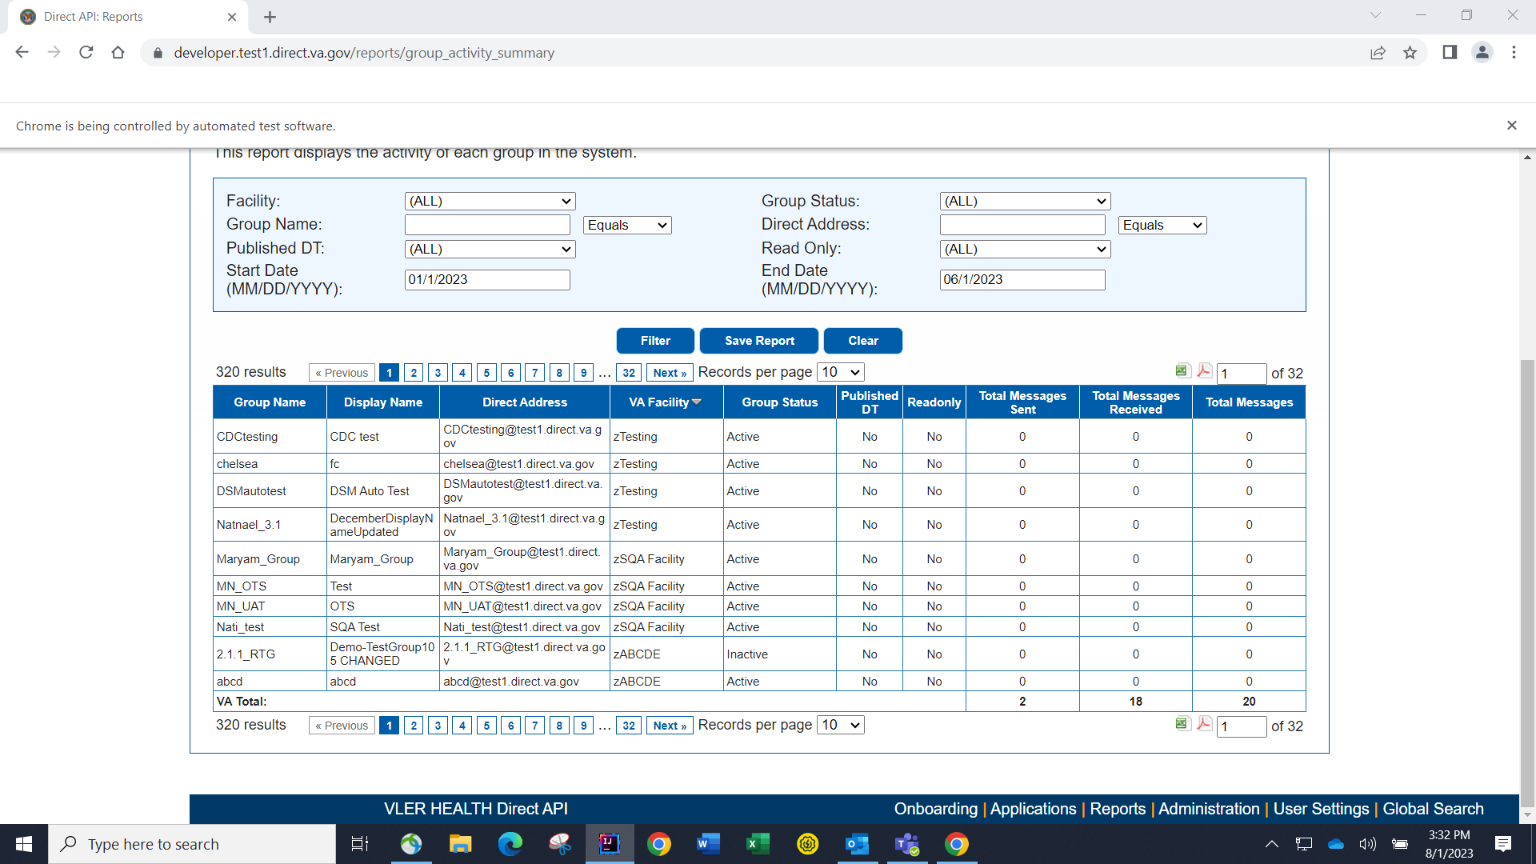 Direct API: Reports
developer.test1.direct.va.gov/reports/group_activity_summary
Chrome is being controlled by automated test software.
This report displays the activity of each group in the system.
Facility: (ALL) Group Status: (ALL)
Group Name: Equals Direct Address: Equals
Published DT: (ALL) Read Only: (ALL)
Start Date (MM/DD/YYYY): 01/1/2023 End Date (MM/DD/YYYY): 06/1/2023
Filter Save Report Clear
320 results « Previous 1 2 3 4 5 6 7 8 9 ... 32 Next » Records per page 10 1 of 32
Group Name Display Name Direct Address VA Facility Group Status Published DT Readonly Total Messages Sent Total Messages Received Total Messages
CDCtesting CDC test CDCtesting@test1.direct.va.gov zTesting Active No No 0 0 0
chelsea fc chelsea@test1.direct.va.gov zTesting Active No No 0 0 0
DSMautotest DSM Auto Test DSMautotest@test1.direct.va.gov zTesting Active No No 0 0 0
Natnael_3.1 DecemberDisplayNameUpdated Natnael_3.1@test1.direct.va.gov zTesting Active No No 0 0 0
Maryam_Group Maryam_Group Maryam_Group@test1.direct.va.gov zSQA Facility Active No No 0 0 0
MN_OTS Test MN_OTS@test1.direct.va.gov zSQA Facility Active No No 0 0 0
MN_UAT OTS MN_UAT@test1.direct.va.gov zSQA Facility Active No No 0 0 0
Nati_test SQA Test Nati_test@test1.direct.va.gov zSQA Facility Active No No 0 0 0
2.1.1_RTG Demo-TestGroup105 CHANGED 2.1.1_RTG@test1.direct.va.gov zABCDE Inactive No No 0 0 0
abcd abcd abcd@test1.direct.va.gov zABCDE Active No No 0 0 0
VA Total: 2 18 20
320 results « Previous 1 2 3 4 5 6 7 8 9 ... 32 Next » Records per page 10 1 of 32
VLER HEALTH Direct API Onboarding | Applications | Reports | Administration | User Settings | Global Search
Type here to search
3:32 PM
8/1/2023